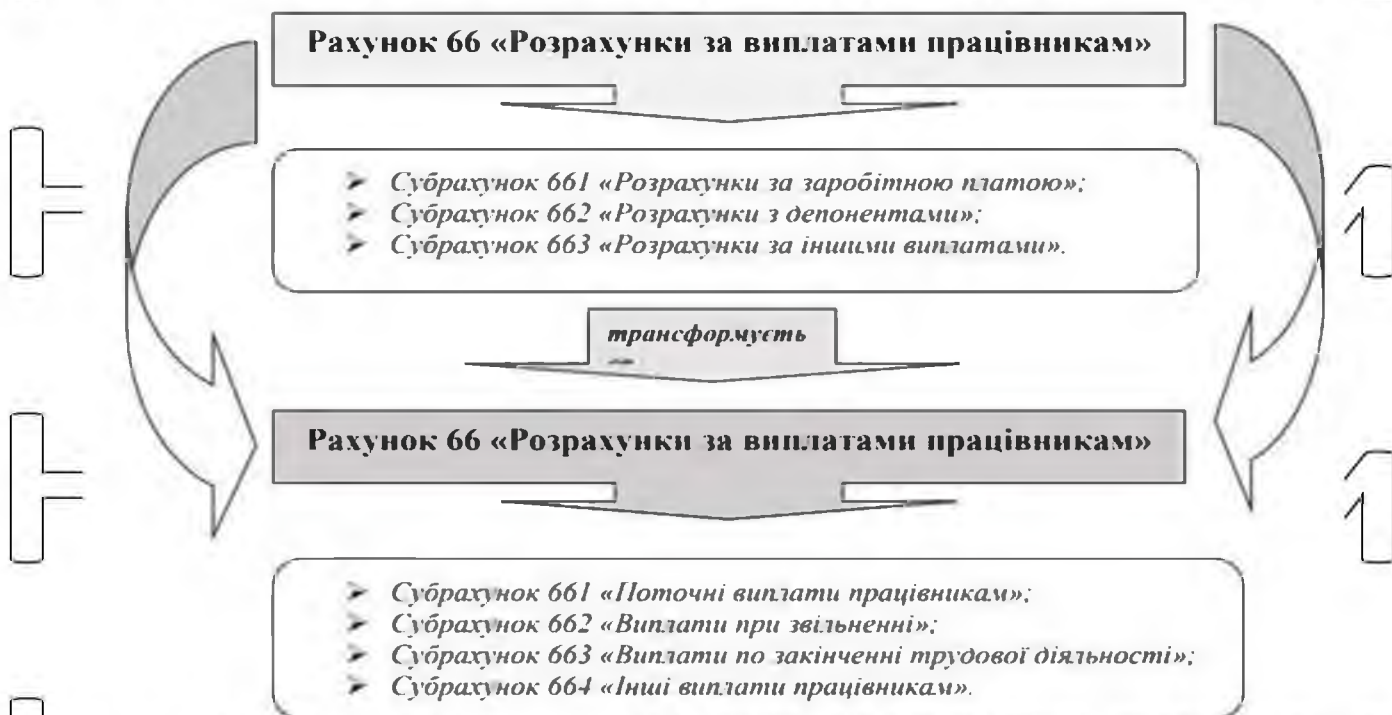 Рахунок 66 «Розрахунки за виплатами працівникам»
➢ Субрахунок 661 «Розрахунки за заробітною платою»;
➢ Субрахунок 662 «Розрахунки з депонентами»;
➢ Субрахунок 663 «Розрахунки за іншими виплатами».
трансформуєть
Рахунок 66 «Розрахунки за виплатами працівникам»
➢ Субрахунок 661 «Поточні виплати працівникам»;
➢ Субрахунок 662 «Виплати при звільненні»;
➢ Субрахунок 663 «Виплати по закінченні трудової діяльності»;
➢ Субрахунок 664 «Інші виплати працівникам».